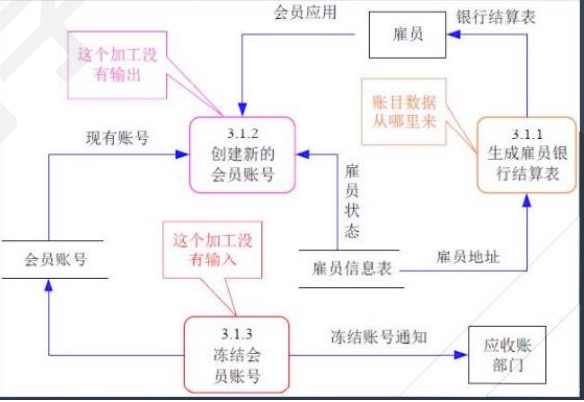 会员应用
银行结算表
雇员
这个加工没
有输出
账目数据
从哪里来
现有账号
3.1.2
创建新的
会员账号
3.1.1
生成雇员银
行结算表
雇
员
状
态
这个加工没
有输入
会员账号
雇员信息表
雇员地址
3.1.3
冻结会
员账号
冻结账号通知
应收账
部门